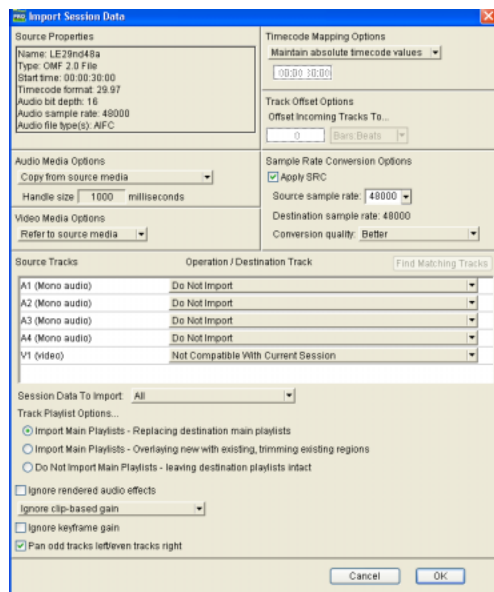 PRO Import Session Data
Source Properties
Name: LE29nd48a
Type: OMF 2.0 File
Start time: 00:00:30:00
Timecode format: 29.97
Audio bit depth: 16
Audio sample rate: 48000
Audio file type(s): AIFC
Timecode Mapping Options
Maintain absolute timecode values
00:00:30:00
Track Offset Options
Offset Incoming Tracks To...
0 Bars:Beats
Audio Media Options
Copy from source media
Handle size 1000 milliseconds
Video Media Options
Refer to source media
Sample Rate Conversion Options
Apply SRC
Source sample rate: 48000
Destination sample rate: 48000
Conversion quality: Better
Source Tracks Operation / Destination Track Find Matching Tracks
A1 (Mono audio) Do Not Import
A2 (Mono audio) Do Not Import
A3 (Mono audio) Do Not Import
A4 (Mono audio) Do Not Import
V1 (video) Not Compatible With Current Session
Session Data To Import: All
Track Playlist Options...
Import Main Playlists - Replacing destination main playlists
Import Main Playlists - Overlaying new with existing, trimming existing regions
Do Not Import Main Playlists - leaving destination playlists intact
Ignore rendered audio effects
Ignore clip-based gain
Ignore keyframe gain
Pan odd tracks left/even tracks right
Cancel OK